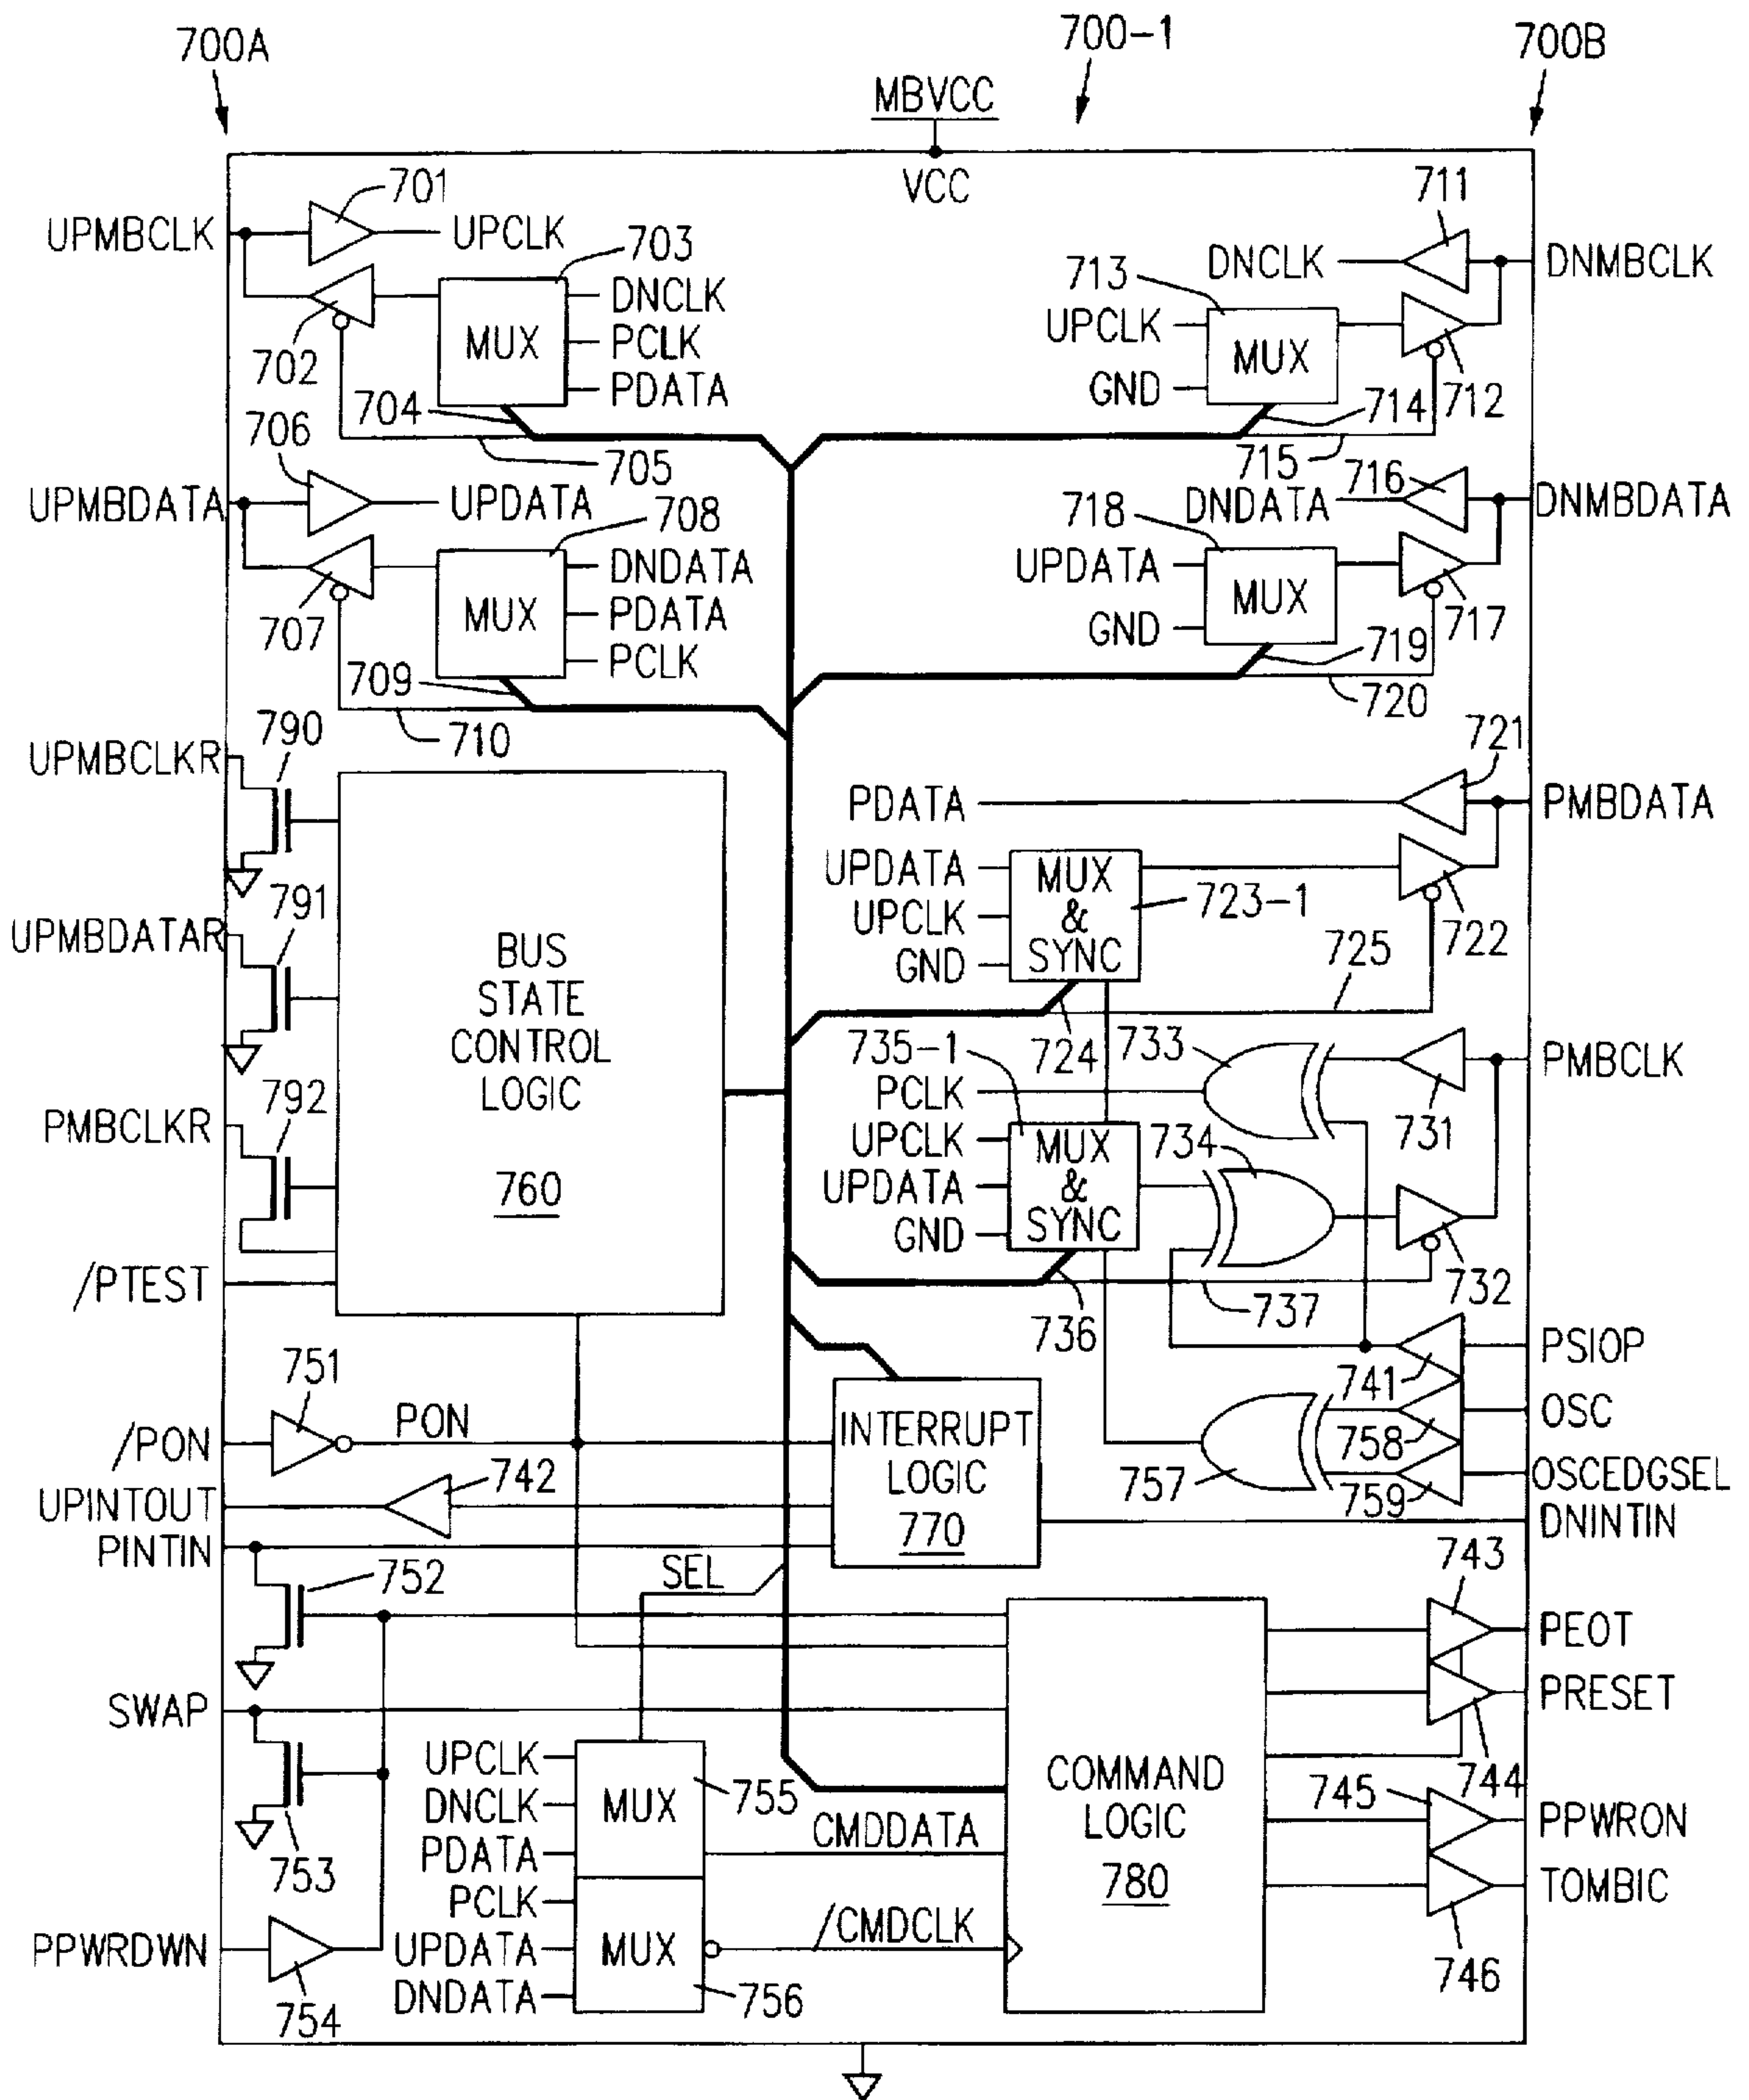 700A
700-1
700B
MBVCC
VCC
UPMBCLK
701
UPCLK
703
702
MUX
DNCLK
PCLK
PDATA
704
705
706
UPMBDATA
UPDATA
708
707
MUX
DNDATA
PDATA
PCLK
709
710
711
DNCLK
DNMBCLK
713
UPCLK
GND
MUX
712
714
715
716
DNDATA
DNMBDATA
718
UPDATA
GND
MUX
717
719
720
790
UPMBCLKR
791
UPMBDATAR
792
PMBCLKR
/PTEST
BUS
STATE
CONTROL
LOGIC
760
721
PDATA
PMBDATA
UPDATA
UPCLK
GND
MUX
&
SYNC
723-1
722
725
724
735-1
733
PCLK
PMBCLK
731
UPCLK
UPDATA
GND
MUX
&
SYNC
734
732
737
736
PSIOP
741
OSC
758
OSCEDGSEL
759
757
DNINTIN
751
/PON
PON
742
UPINTOUT
PINTIN
INTERRUPT
LOGIC
770
752
SEL
SWAP
753
UPCLK
DNCLK
PDATA
MUX
755
CMDDATA
PCLK
UPDATA
DNDATA
MUX
756
/CMDCLK
PPWRDWN
754
COMMAND
LOGIC
780
743
PEOT
PRESET
744
745
PPWRON
TOMBIC
746